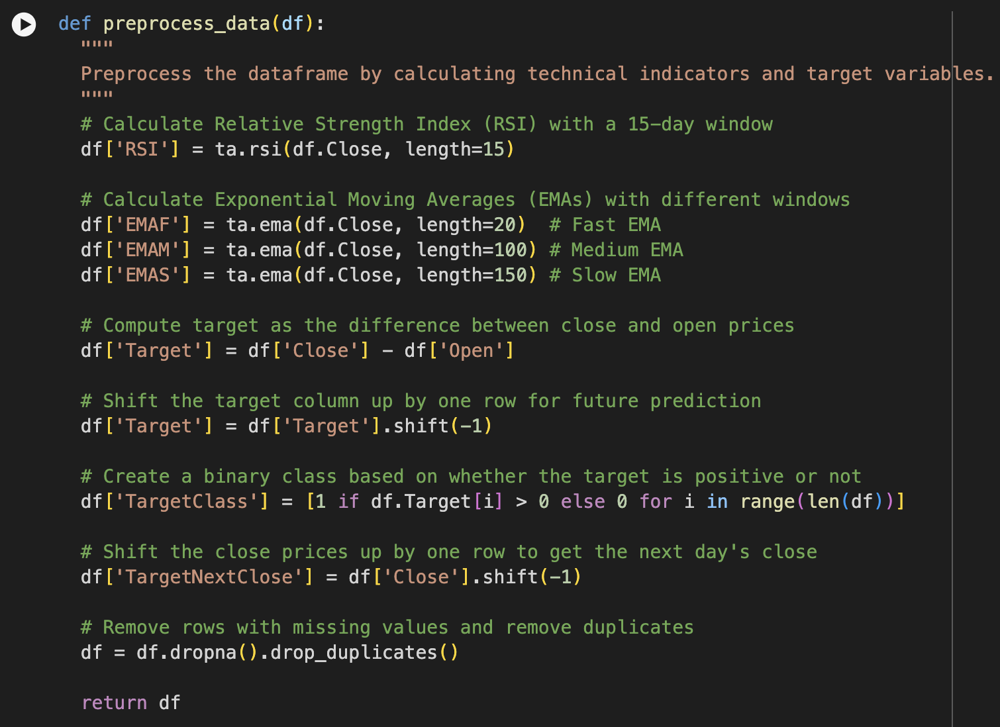 def preprocess_data(df):
  """
  Preprocess the dataframe by calculating technical indicators and target variables.
  """
  # Calculate Relative Strength Index (RSI) with a 15-day window
  df['RSI'] = ta.rsi(df.Close, length=15)

  # Calculate Exponential Moving Averages (EMAs) with different windows
  df['EMAF'] = ta.ema(df.Close, length=20)  # Fast EMA
  df['EMAM'] = ta.ema(df.Close, length=100) # Medium EMA
  df['EMAS'] = ta.ema(df.Close, length=150) # Slow EMA

  # Compute target as the difference between close and open prices
  df['Target'] = df['Close'] - df['Open']

  # Shift the target column up by one row for future prediction
  df['Target'] = df['Target'].shift(-1)

  # Create a binary class based on whether the target is positive or not
  df['TargetClass'] = [1 if df.Target[i] > 0 else 0 for i in range(len(df))]

  # Shift the close prices up by one row to get the next day's close
  df['TargetNextClose'] = df['Close'].shift(-1)

  # Remove rows with missing values and remove duplicates
  df = df.dropna().drop_duplicates()

  return df